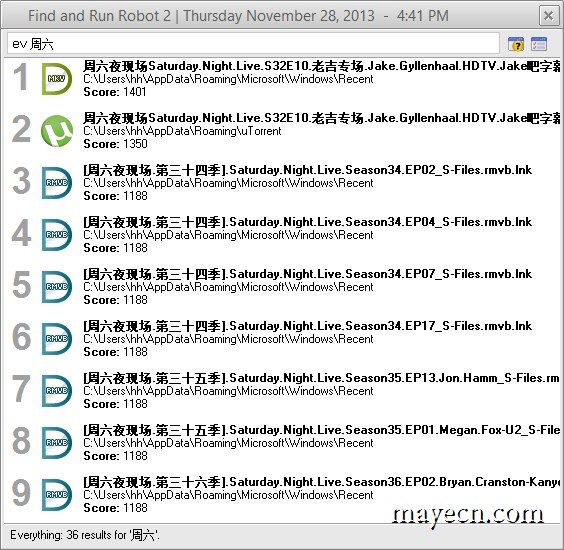 Find and Run Robot 2 | Thursday November 28, 2013 - 4:41 PM
ev 周六
1
MKV
周六夜现场Saturday.Night.Live.S32E10.老吉专场.Jake.Gyllenhaal.HDTV.Jake吧字幕
C:\Users\hh\AppData\Roaming\Microsoft\Windows\Recent
Score: 1401
2
周六夜现场Saturday.Night.Live.S32E10.老吉专场.Jake.Gyllenhaal.HDTV.Jake吧字幕
C:\Users\hh\AppData\Roaming\uTorrent
Score: 1350
3
RMVB
[周六夜现场.第三十四季].Saturday.Night.Live.Season34.EP02_S-Files.rmvb.lnk
C:\Users\hh\AppData\Roaming\Microsoft\Windows\Recent
Score: 1188
4
RMVB
[周六夜现场.第三十四季].Saturday.Night.Live.Season34.EP04_S-Files.rmvb.lnk
C:\Users\hh\AppData\Roaming\Microsoft\Windows\Recent
Score: 1188
5
RMVB
[周六夜现场.第三十四季].Saturday.Night.Live.Season34.EP07_S-Files.rmvb.lnk
C:\Users\hh\AppData\Roaming\Microsoft\Windows\Recent
Score: 1188
6
RMVB
[周六夜现场.第三十四季].Saturday.Night.Live.Season34.EP17_S-Files.rmvb.lnk
C:\Users\hh\AppData\Roaming\Microsoft\Windows\Recent
Score: 1188
7
RMVB
[周六夜现场.第三十五季].Saturday.Night.Live.Season35.EP13.Jon.Hamm_S-Files.rm
C:\Users\hh\AppData\Roaming\Microsoft\Windows\Recent
Score: 1188
8
RMVB
[周六夜现场.第三十五季].Saturday.Night.Live.Season35.EP01.Megan.Fox-U2_S-File
C:\Users\hh\AppData\Roaming\Microsoft\Windows\Recent
Score: 1188
9
RMVB
[周六夜现场.第三十六季].Saturday.Night.Live.Season36.EP02.Bryan.Cranston-Kanye
C:\Users\hh\AppData\Roaming\Microsoft\Windows\Recent
Score: 1188
mayecn.com
Everything: 36 results for '周六'.